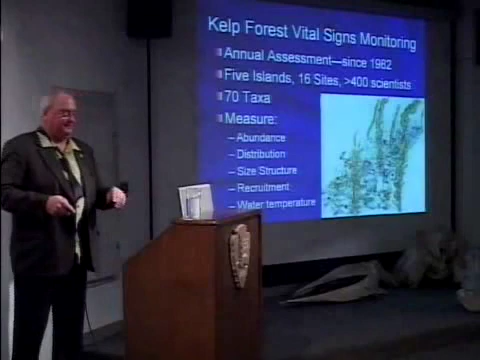 Kelp Forest Vital Signs Monitoring
Annual Assessment—since 1982
Five Islands, 16 Sites, >400 scientists
70 Taxa
Measure:
– Abundance
– Distribution
– Size Structure
– Recruitment
– Water temperature